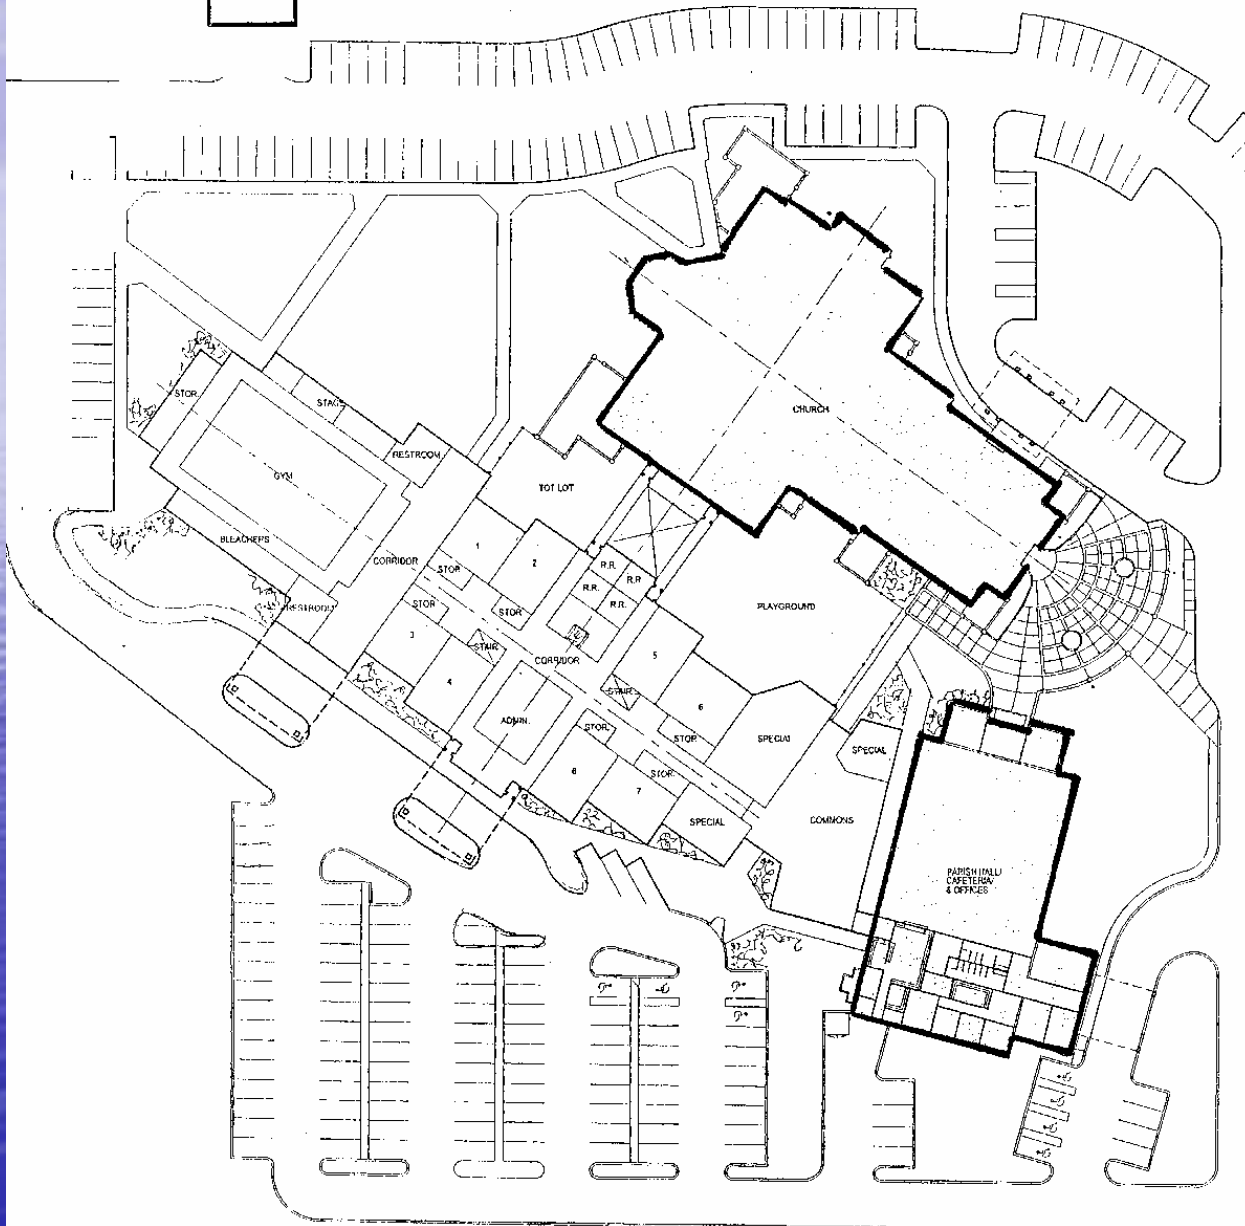 CHURCH
STOR.
STAGE
RESTROOM
GYM
TOT LOT
BLEACHERS
CORRIDOR
1
2
STOR
R.R.
R.R
R.R.
R.R.
STOR
STOR
RESTROOM
PLAYGROUND
3
STAIR
CORRIDOR
5
4
STAIR
6
ADMIN.
STOR.
STOR.
SPECIAL
SPECIAL
8
STOR.
7
SPECIAL
COMMONS
PARISH HALL/
CAFETERIA/
& OFFICES